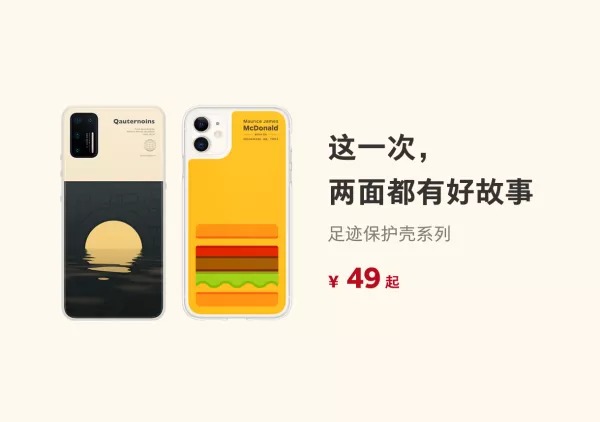 Qauternoins
Maurice James
McDonald
这一次，
两面都有好故事
足迹保护壳系列
¥ 49 起